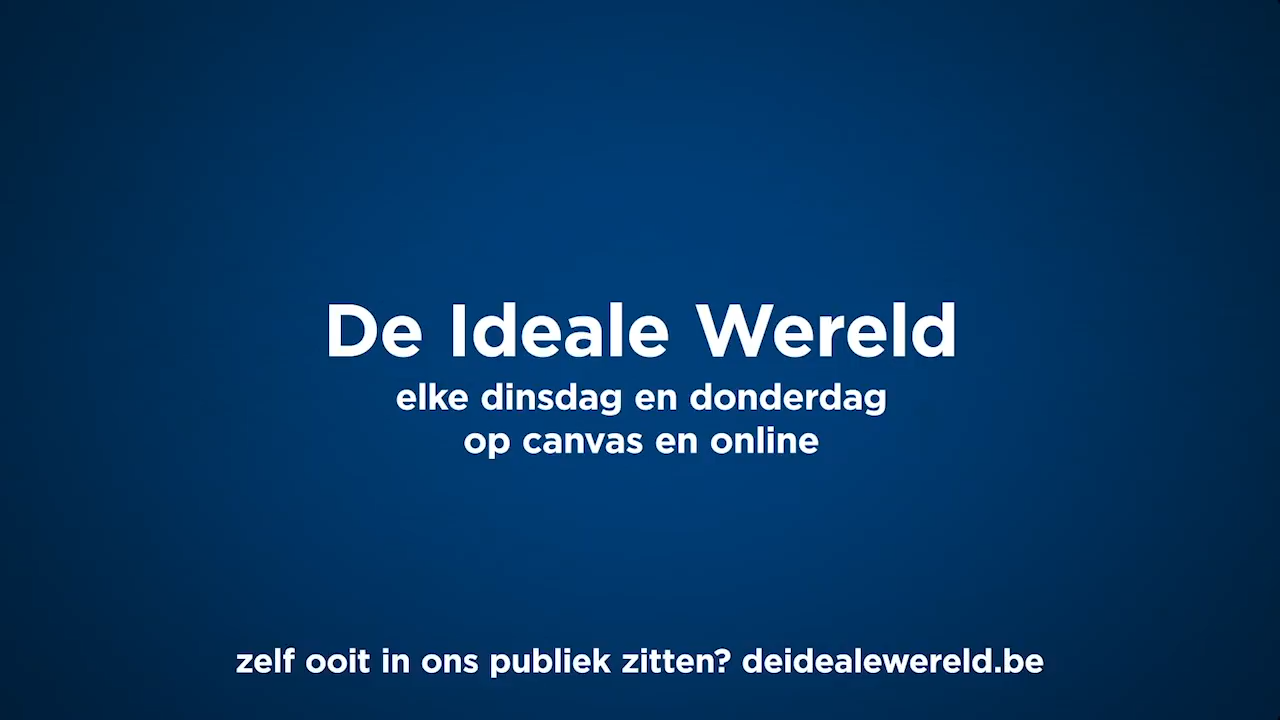 De Ideale Wereld
elke dinsdag en donderdag
op canvas en online
zelf ooit in ons publiek zitten? deidealewereld.be